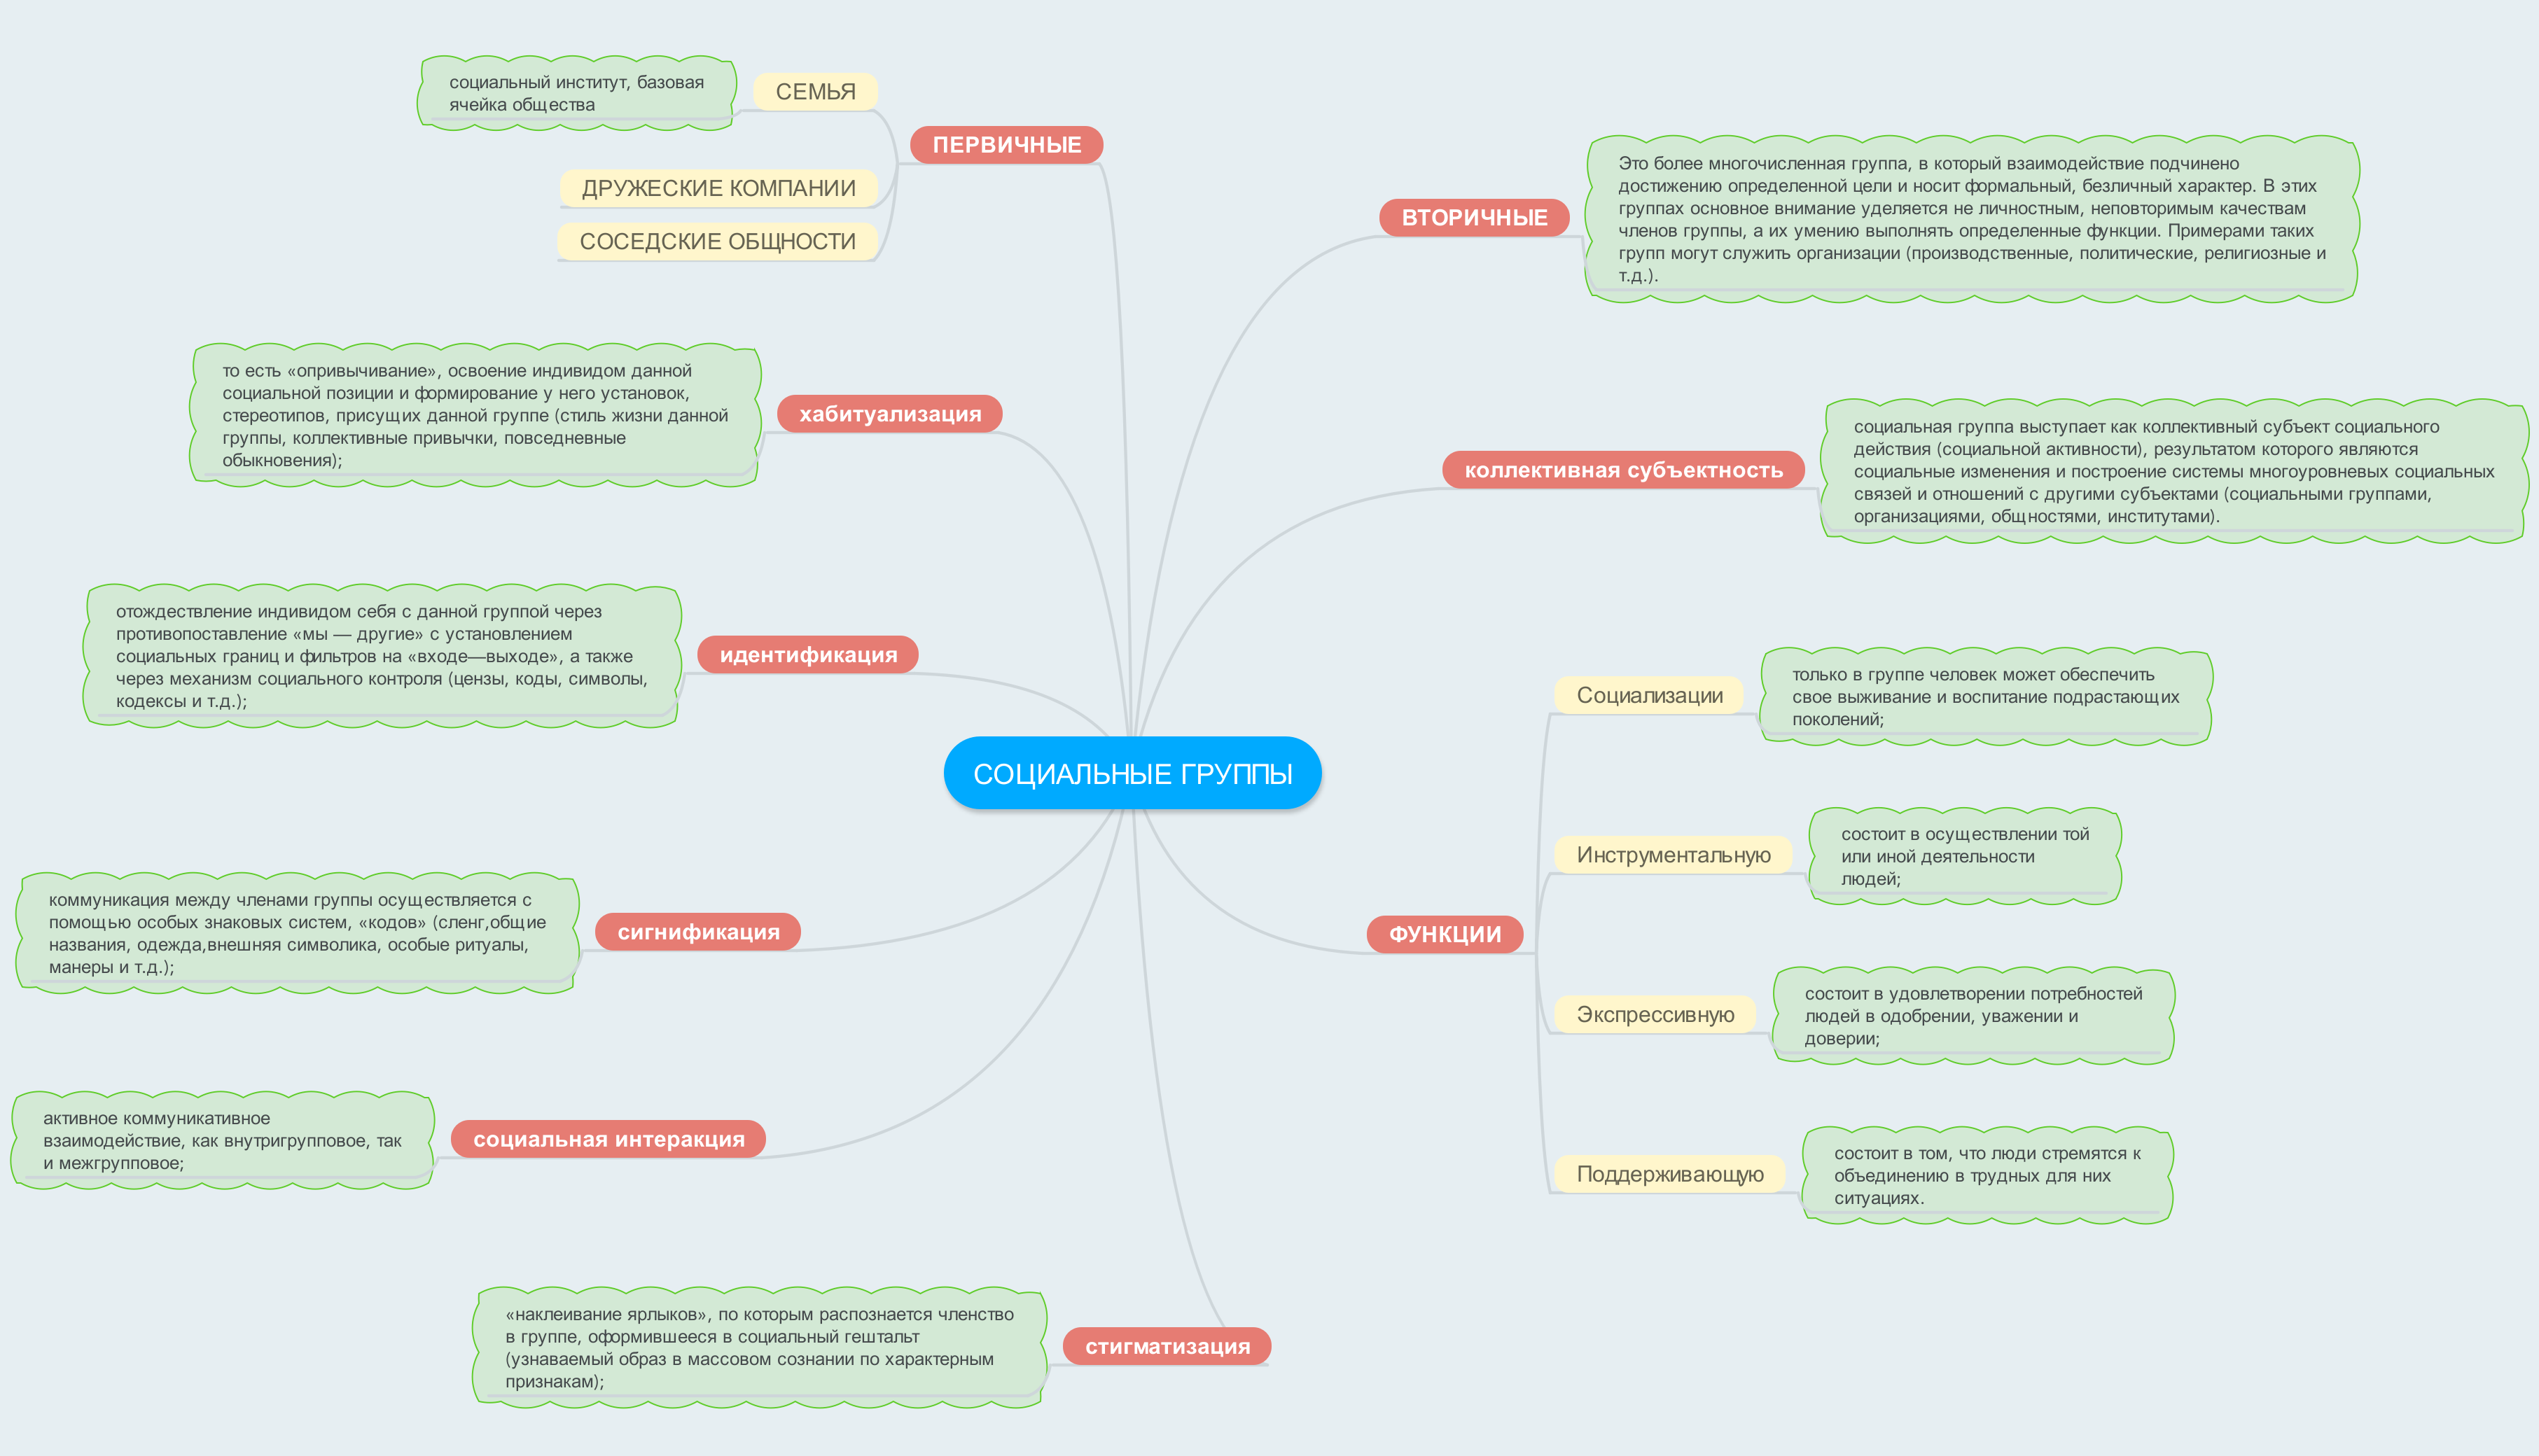 СОЦИАЛЬНЫЕ ГРУППЫ
ПЕРВИЧНЫЕ
СЕМЬЯ
социальный институт, базовая
ячейка общества
ДРУЖЕСКИЕ КОМПАНИИ
СОСЕДСКИЕ ОБЩНОСТИ
хабитуализация
то есть «опривычивание», освоение индивидом данной
социальной позиции и формирование у него установок,
стереотипов, присущих данной группе (стиль жизни данной
группы, коллективные привычки, повседневные
обыкновения);
идентификация
отождествление индивидом себя с данной группой через
противопоставление «мы — другие» с установлением
социальных границ и фильтров на «входе—выходе», а также
через механизм социального контроля (цензы, коды, символы,
кодексы и т.д.);
сигнификация
коммуникация между членами группы осуществляется с
помощью особых знаковых систем, «кодов» (сленг,общие
названия, одежда,внешняя символика, особые ритуалы,
манеры и т.д.);
социальная интеракция
активное коммуникативное
взаимодействие, как внутригрупповое, так
и межгрупповое;
стигматизация
«наклеивание ярлыков», по которым распознается членство
в группе, оформившееся в социальный гештальт
(узнаваемый образ в массовом сознании по характерным
признакам);
ВТОРИЧНЫЕ
Это более многочисленная группа, в который взаимодействие подчинено
достижению определенной цели и носит формальный, безличный характер. В этих
группах основное внимание уделяется не личностным, неповторимым качествам
членов группы, а их умению выполнять определенные функции. Примерами таких
групп могут служить организации (производственные, политические, религиозные и
т.д.).
коллективная субъектность
социальная группа выступает как коллективный субъект социального
действия (социальной активности), результатом которого являются
социальные изменения и построение системы многоуровневых социальных
связей и отношений с другими субъектами (социальными группами,
организациями, общностями, институтами).
ФУНКЦИИ
Социализации
только в группе человек может обеспечить
свое выживание и воспитание подрастающих
поколений;
Инструментальную
состоит в осуществлении той
или иной деятельности
людей;
Экспрессивную
состоит в удовлетворении потребностей
людей в одобрении, уважении и
доверии;
Поддерживающую
состоит в том, что люди стремятся к
объединению в трудных для них
ситуациях.